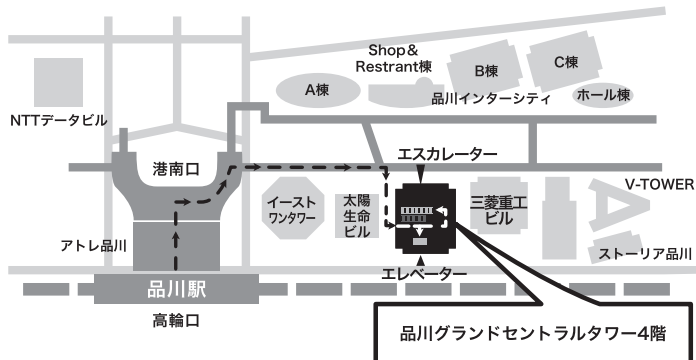 Shop&
Restrant棟
A棟
B棟
C棟
ホール棟
品川インターシティ
NTTデータビル
港南口
エスカレーター
V-TOWER
イースト
ワンタワー
太陽
生命
ビル
三菱重工
ビル
アトレ品川
ストーリア品川
エレベーター
品川駅
高輪口
品川グランドセントラルタワー4階